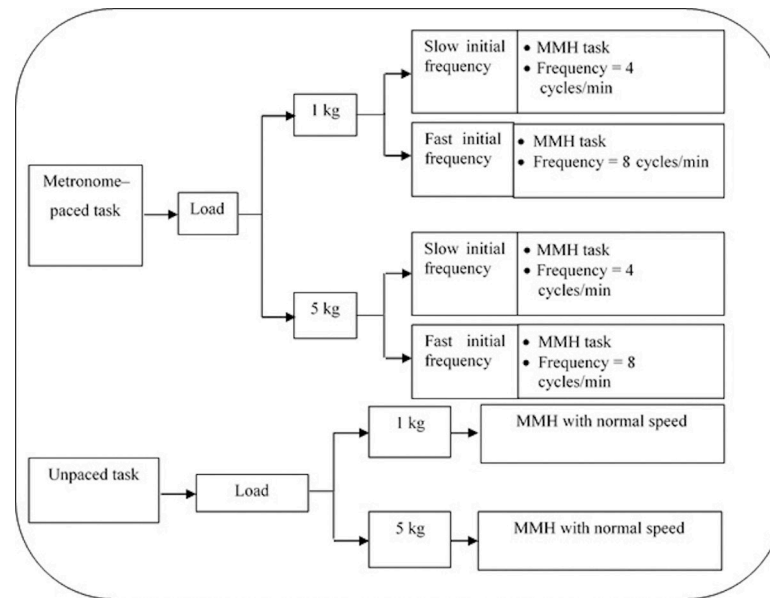 Metronome–
paced task
Load
1 kg
Slow initial
frequency
• MMH task
• Frequency = 4
cycles/min
Fast initial
frequency
• MMH task
• Frequency = 8 cycles/min
5 kg
Slow initial
frequency
• MMH task
• Frequency = 4
cycles/min
Fast initial
frequency
• MMH task
• Frequency = 8
cycles/min
Unpaced task
Load
1 kg
MMH with normal speed
5 kg
MMH with normal speed